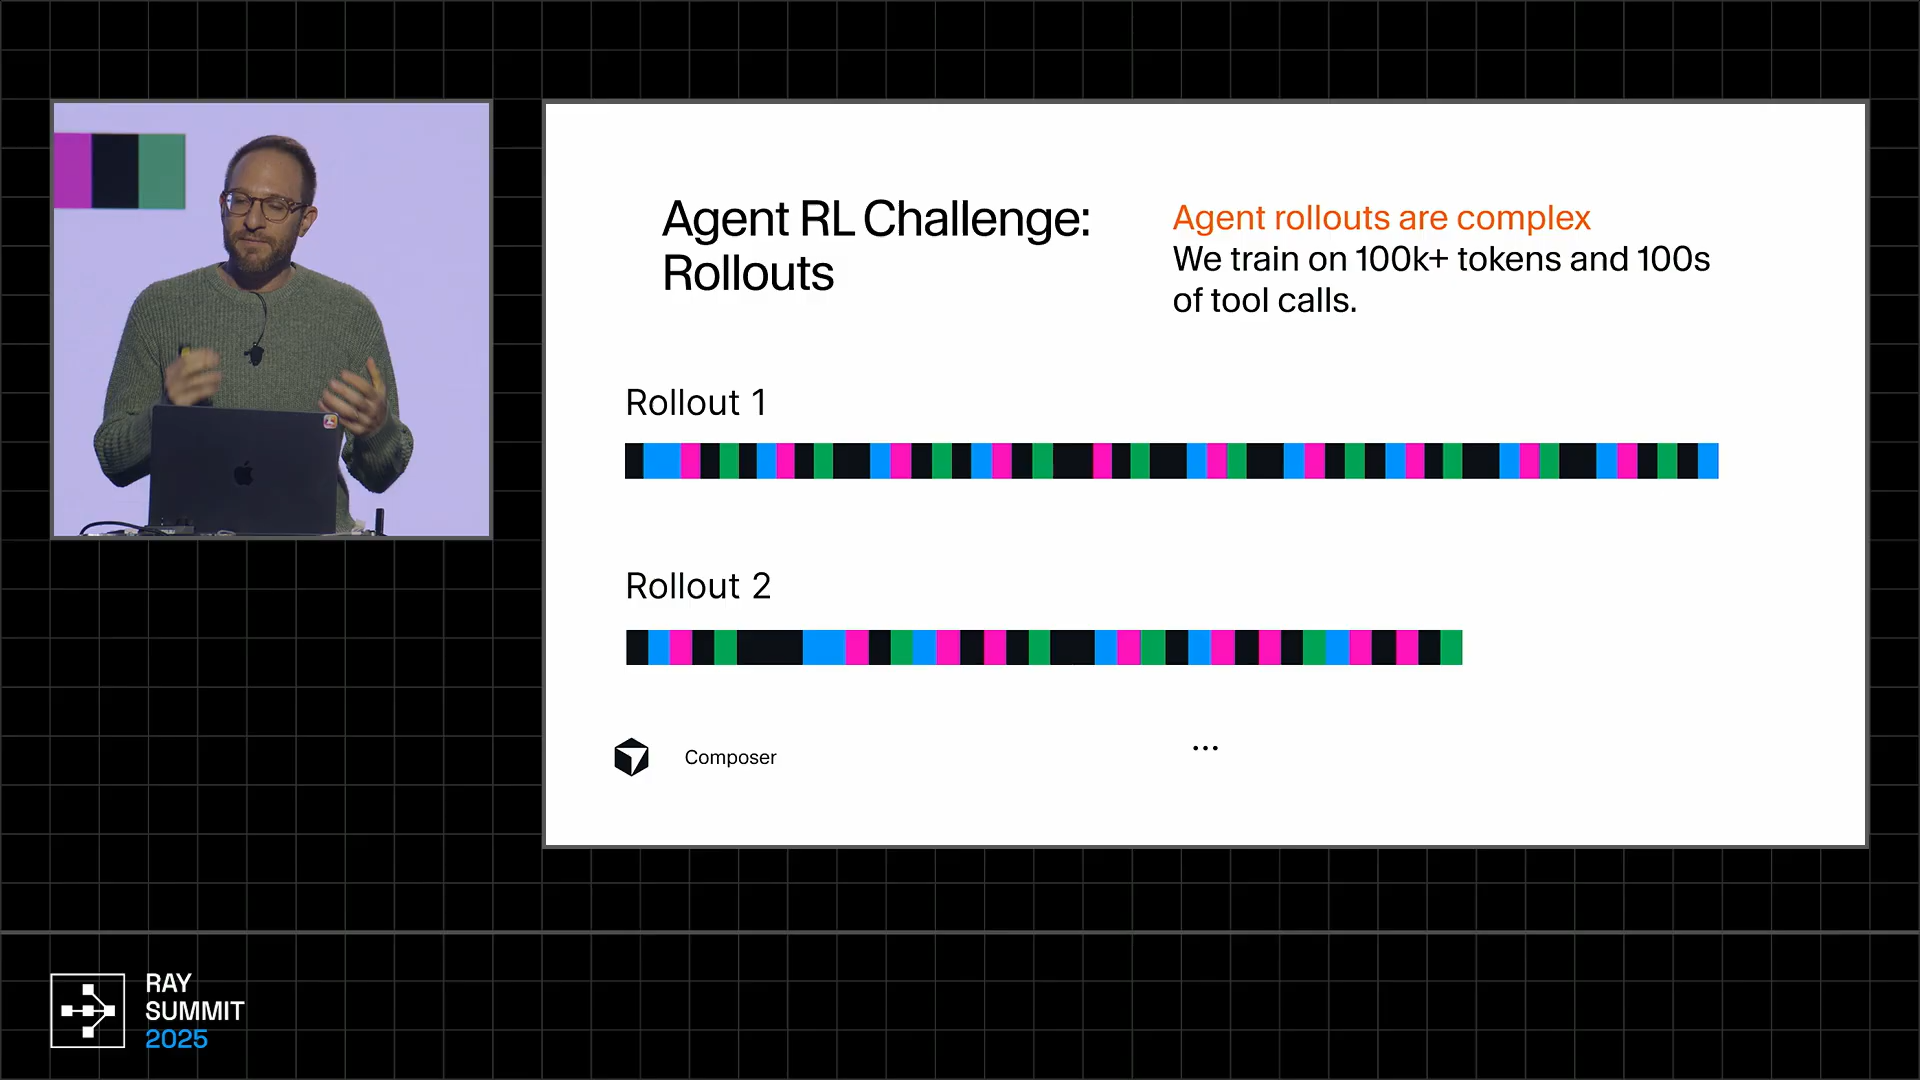 Agent RL Challenge:
Rollouts
Agent rollouts are complex
We train on 100k+ tokens and 100s
of tool calls.
Rollout 1
Rollout 2
...
Composer
RAY
SUMMIT
2025